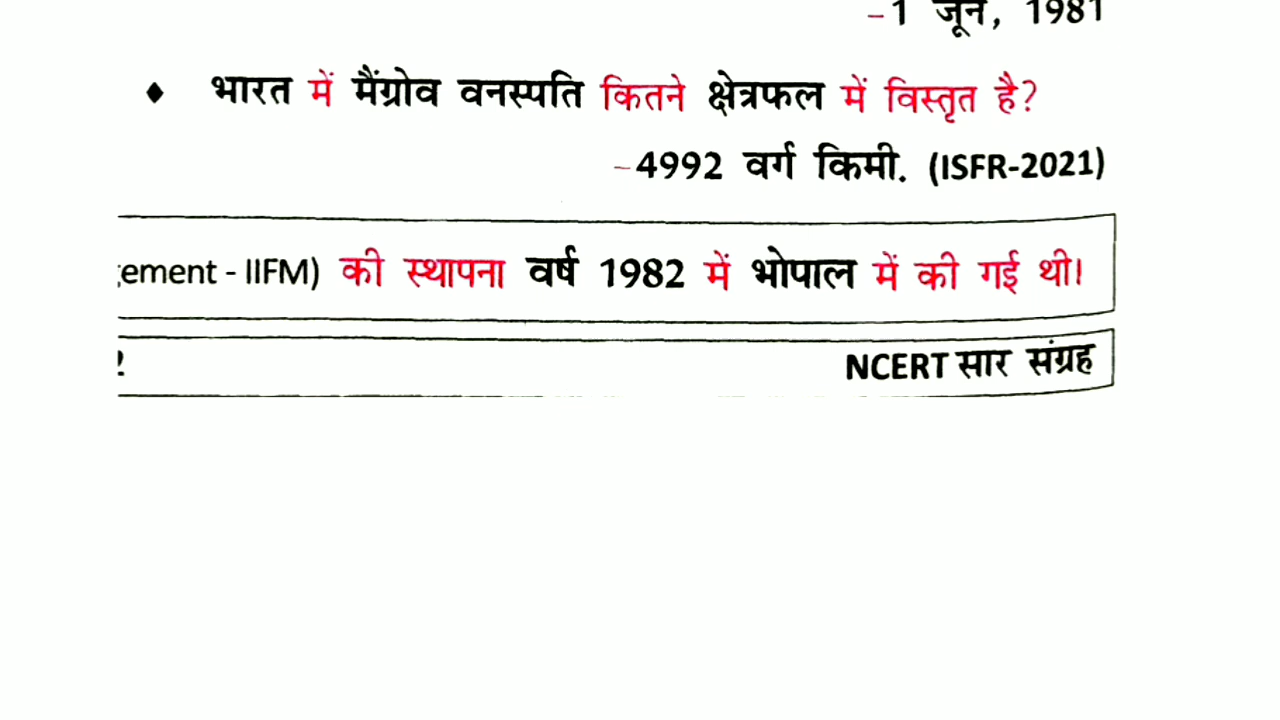 –1 जून, 1981
♦ भारत में मैंग्रोव वनस्पति कितने क्षेत्रफल में विस्तृत है?
–4992 वर्ग किमी. (ISFR-2021)
ement - IIFM) की स्थापना वर्ष 1982 में भोपाल में की गई थी।
NCERT सार संग्रह